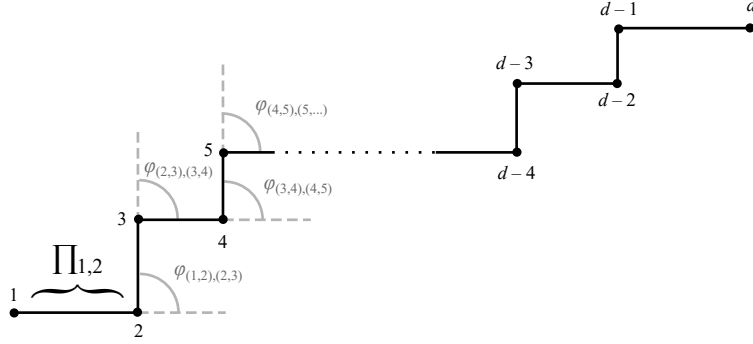 d – 1
d
d – 3
d – 2
φ(4,5),(5,...)
5
d – 4
φ(2,3),(3,4)
φ(3,4),(4,5)
3
4
∏1,2
φ(1,2),(2,3)
1
2